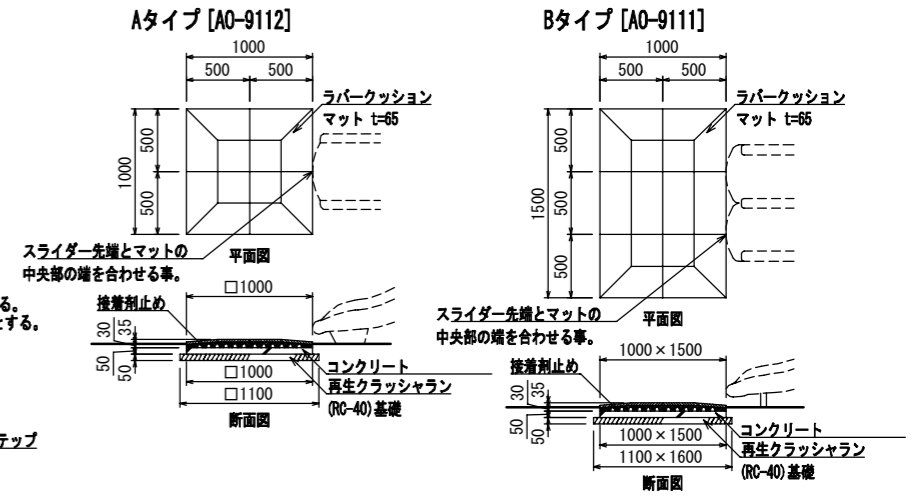 Aタイプ [AO-9112]
1000
500
500
ラバークッション
マット t=65
1000
500
500
スライダー先端とマットの
中央部の端を合わせる事。
平面図
る。
とする。
接着剤止め
□1000
30
35
50
50
□1000
□1100
コンクリート
再生クラッシャラン
(RC-40)基礎
断面図
テップ
Bタイプ [AO-9111]
1000
500
500
ラバークッション
マット t=65
1500
500
500
500
スライダー先端とマットの
中央部の端を合わせる事。
平面図
接着剤止め
1000×1500
30
35
50
50
1000×1500
1100×1600
コンクリート
再生クラッシャラン
(RC-40)基礎
断面図